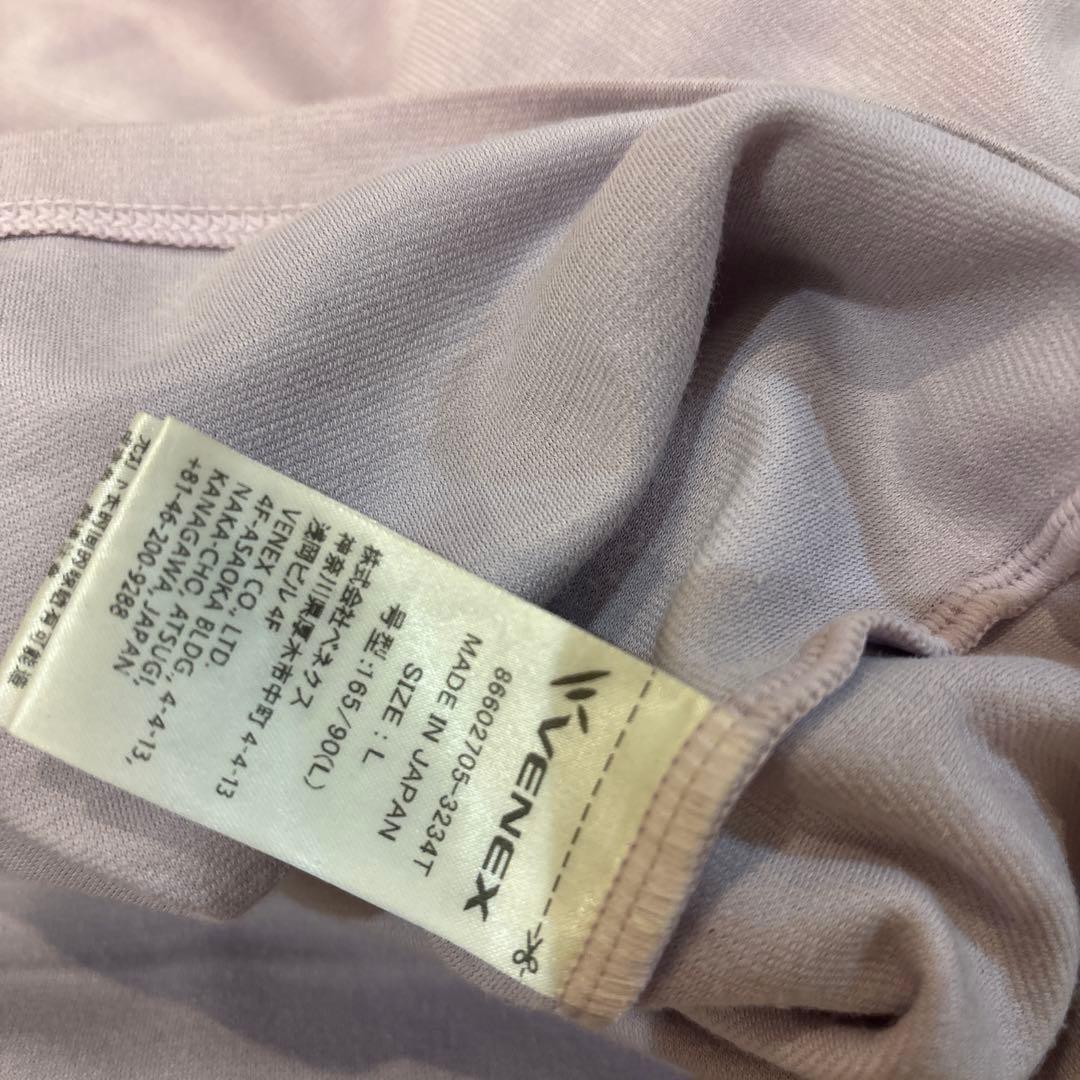 VENEX
86602705-3234T
MADE IN JAPAN
SIZE : L
号型:165/90(L)
株式会社ベネクス
神奈川県厚木市中町4-4-13
浅岡ビル 4F
VENEX CO., LTD.
4F-ASAOKA BLDG, 4-4-13,
NAKA-CHO, ATSUGI,
KANAGAWA, JAPAN
+81-46-200-9288